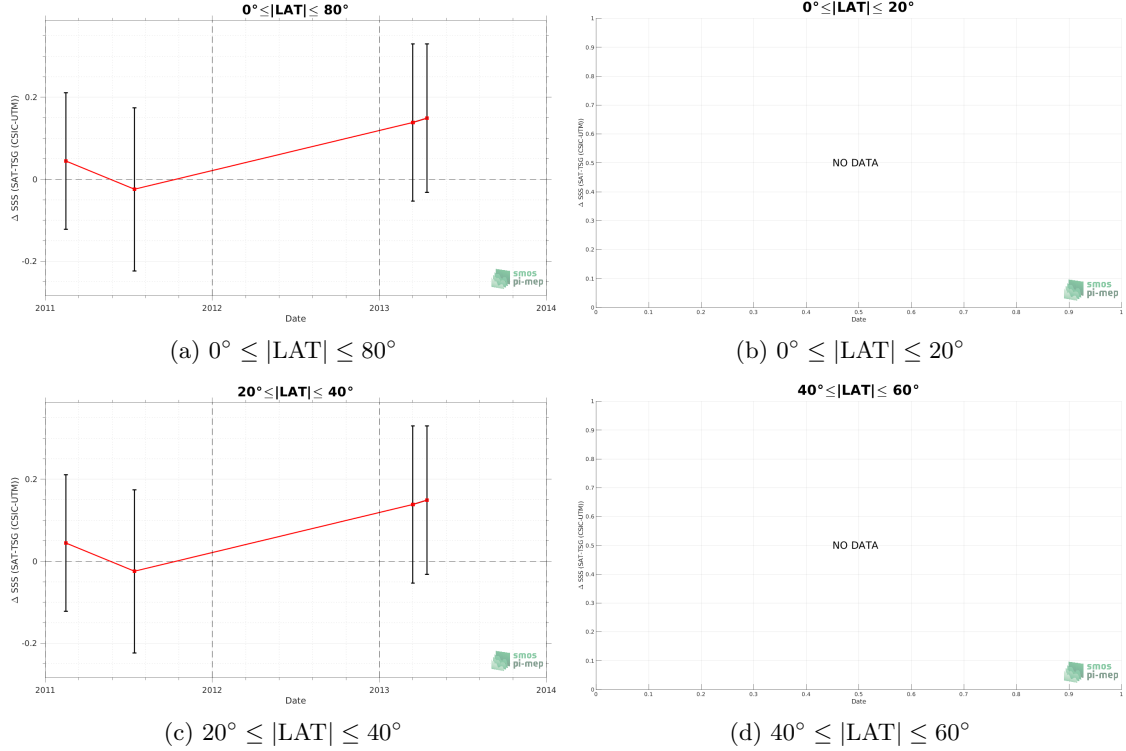 0°≤|LAT|≤ 80°
Δ SSS (SAT-TSG (CSIC-UTM))
0.2
0
-0.2
2011 2012 2013 2014
Date
smos
pi-mep
(a) 0° ≤ |LAT| ≤ 80°
0°≤|LAT|≤ 20°
Δ SSS (SAT-TSG (CSIC-UTM))
1
0.9
0.8
0.7
0.6
0.5
0.4
0.3
0.2
0.1
0
NO DATA
0 0.1 0.2 0.3 0.4 0.5 0.6 0.7 0.8 0.9 1
Date
smos
pi-mep
(b) 0° ≤ |LAT| ≤ 20°
20°≤|LAT|≤ 40°
Δ SSS (SAT-TSG (CSIC-UTM))
0.2
0
-0.2
2011 2012 2013 2014
Date
smos
pi-mep
(c) 20° ≤ |LAT| ≤ 40°
40°≤|LAT|≤ 60°
Δ SSS (SAT-TSG (CSIC-UTM))
1
0.9
0.8
0.7
0.6
0.5
0.4
0.3
0.2
0.1
0
NO DATA
0 0.1 0.2 0.3 0.4 0.5 0.6 0.7 0.8 0.9 1
Date
smos
pi-mep
(d) 40° ≤ |LAT| ≤ 60°